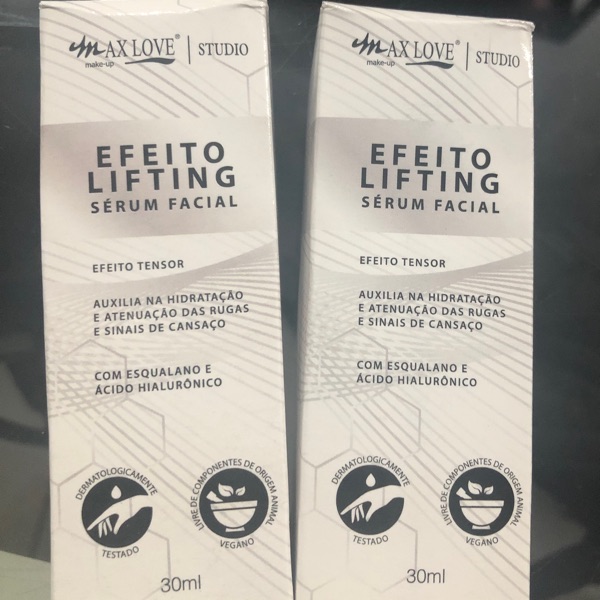 MAX LOVE® | STUDIO
make-up
EFEITO
LIFTING
SÉRUM FACIAL
EFEITO TENSOR
AUXILIA NA HIDRATAÇÃO
E ATENUAÇÃO DAS RUGAS
E SINAIS DE CANSAÇO
COM ESQUALANO E
ÁCIDO HIALURÔNICO
DERMATOLOGICAMENTE
TESTADO
LIVRE DE COMPONENTES DE ORIGEM ANIMAL
VEGANO
30ml
MAX LOVE® | STUDIO
make-up
EFEITO
LIFTING
SÉRUM FACIAL
EFEITO TENSOR
AUXILIA NA HIDRATAÇÃO
E ATENUAÇÃO DAS RUGAS
E SINAIS DE CANSAÇO
COM ESQUALANO E
ÁCIDO HIALURÔNICO
DERMATOLOGICAMENTE
TESTADO
LIVRE DE COMPONENTES DE ORIGEM ANIMAL
VEGANO
30ml